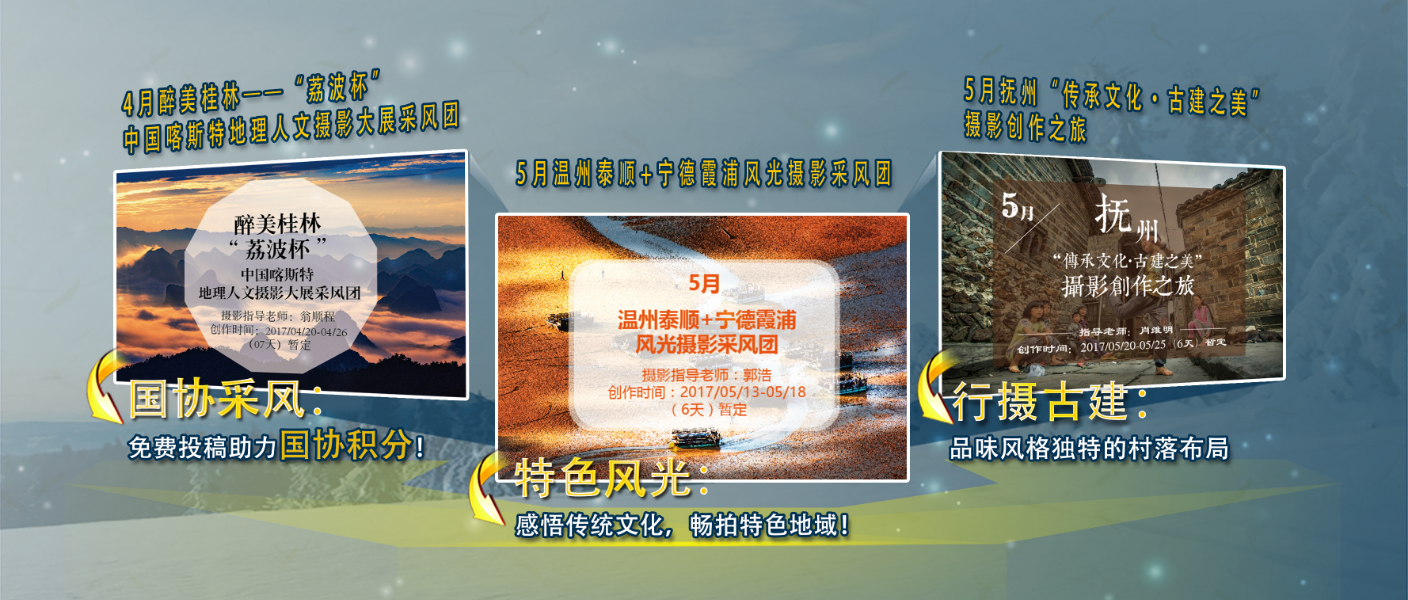 4月醉美桂林——“荔波杯”
中国喀斯特地理人文摄影大展采风团
醉美桂林
“荔波杯”
中国喀斯特
地理人文摄影大展采风团
摄影指导老师：翁顺程
创作时间：2017/04/20-04/26
（07天）暂定
国协采风：
免费投稿助力国协积分！
5月温州泰顺+宁德霞浦风光摄影采风团
5月
温州泰顺+宁德霞浦
风光摄影采风团
摄影指导老师：郭浩
创作时间：2017/05/13-05/18
（6天）暂定
特色风光：
感悟传统文化，畅拍特色地域！
5月抚州“传承文化·古建之美”
摄影创作之旅
5月
抚州
“傳承文化·古建之美”
攝影創作之旅
指导老师：肖维明
创作时间：2017/05/20-05/25（6天）暂定
行摄古建：
品味风格独特的村落布局